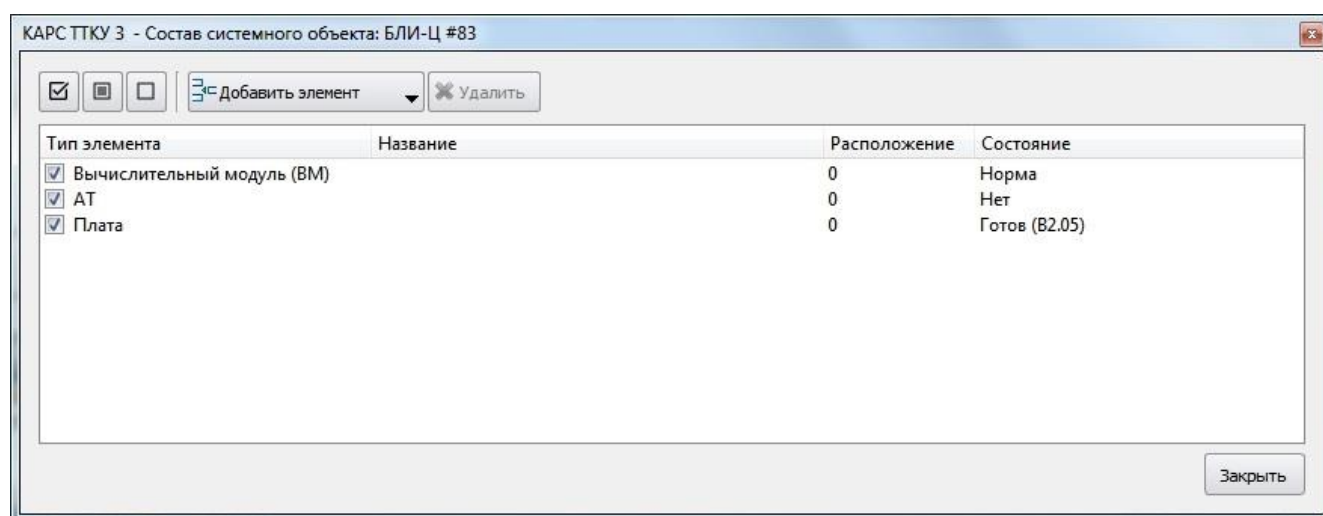 КАРС ТТКУ 3 - Состав системного объекта: БЛИ-Ц #83
Добавить элемент Удалить
Тип элемента Название Расположение Состояние
Вычислительный модуль (ВМ) 0 Норма
АТ 0 Нет
Плата 0 Готов (В2.05)
Закрыть